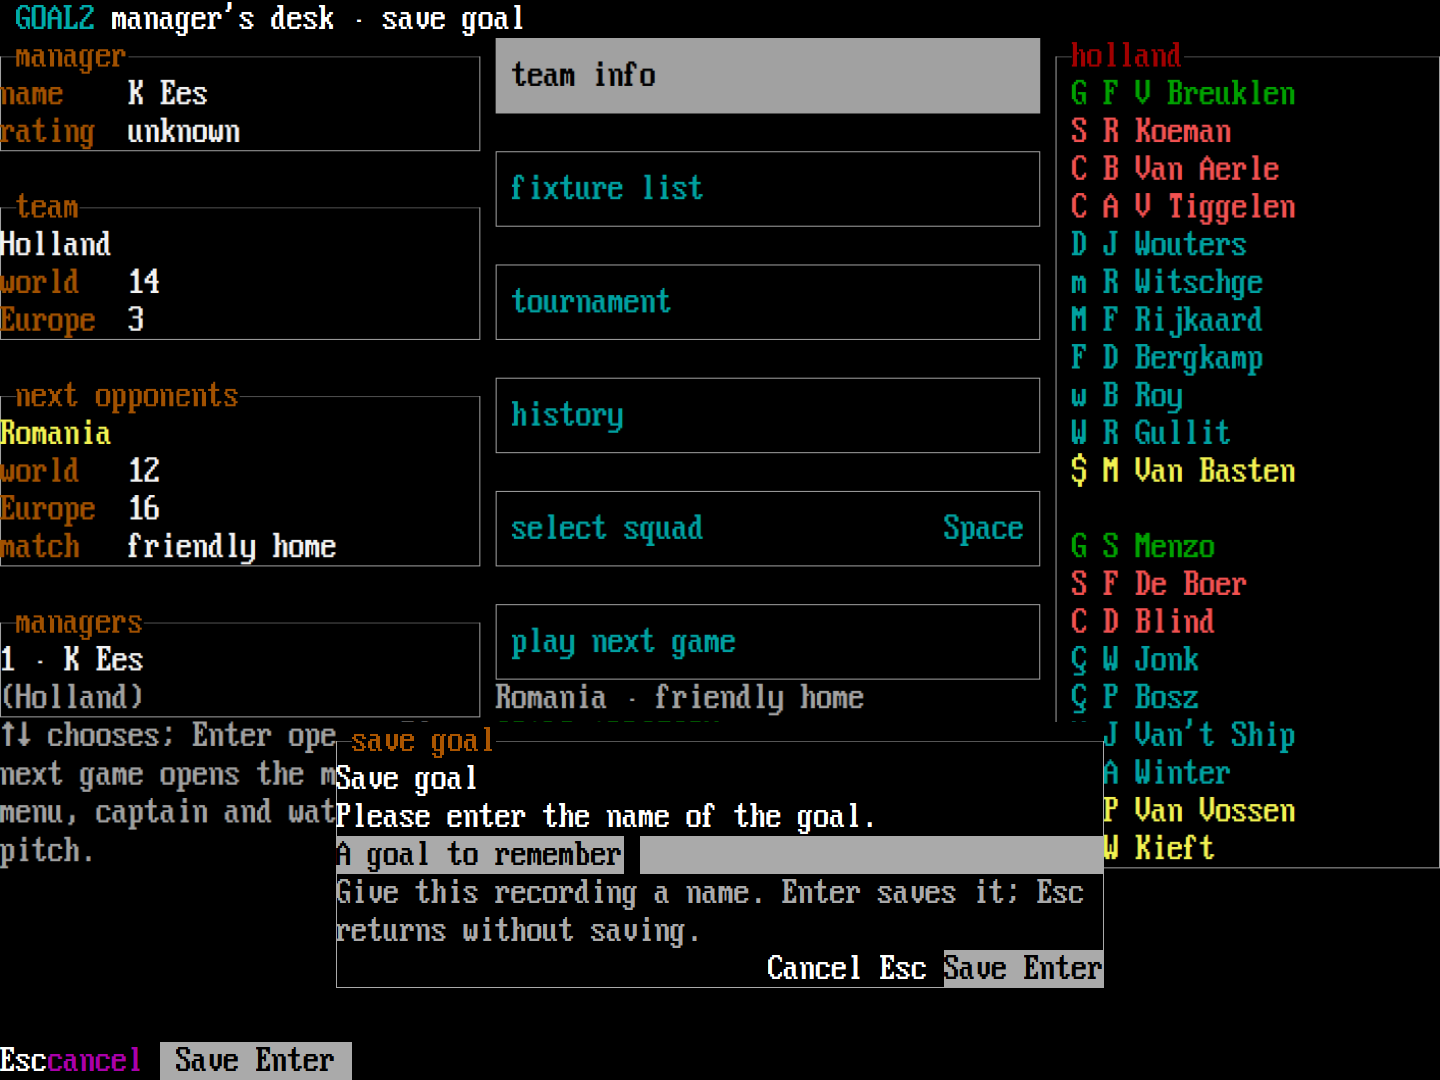 GOAL2 manager's desk · save goal
manager
name K Ees
rating unknown
team
Holland
world 14
Europe 3
next opponents
Romania
world 12
Europe 16
match friendly home
managers
1 · K Ees
(Holland)
↑↓ chooses; Enter ope
next game opens the m
menu, captain and wat
pitch.
team info
fixture list
tournament
history
select squad Space
play next game
Romania · friendly home
holland
G F V Breuklen
S R Koeman
C B Van Aerle
C A V Tiggelen
D J Wouters
m R Witschge
M F Rijkaard
F D Bergkamp
w B Roy
W R Gullit
$ M Van Basten
G S Menzo
S F De Boer
C D Blind
Ç W Jonk
Ç P Bosz
J Van't Ship
A Winter
P Van Vossen
W Kieft
save goal
Save goal
Please enter the name of the goal.
A goal to remember
Give this recording a name. Enter saves it; Esc
returns without saving.
Cancel Esc Save Enter
Esc cancel Save Enter